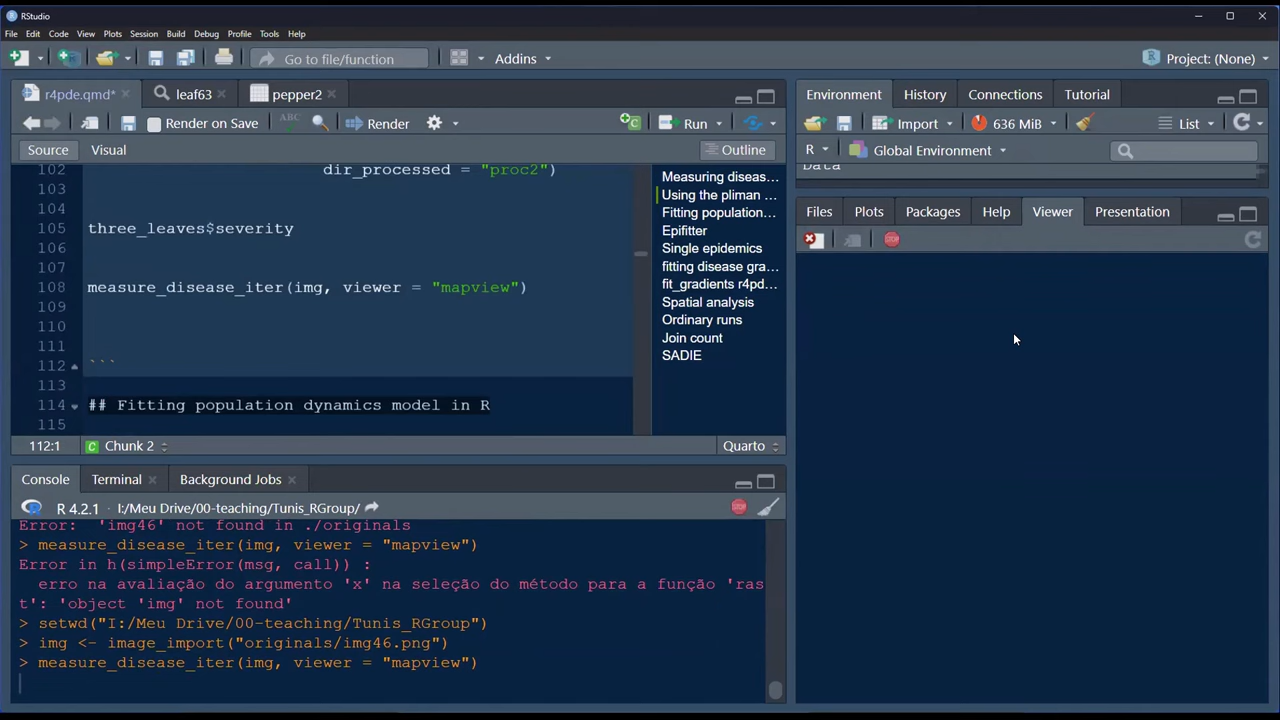 RStudio
File Edit Code View Plots Session Build Debug Profile Tools Help
Go to file/function Addins Project: (None)
r4pde.qmd* leaf63 pepper2
Render on Save ABC Render Run
Source Visual Outline
102 dir_processed = "proc2")
103
104
105 three_leaves$severity
106
107
108 measure_disease_iter(img, viewer = "mapview")
109
110
111
112 ```
113
114 ## Fitting population dynamics model in R
115
Measuring diseas...
Using the pliman ...
Fitting population...
Epifitter
Single epidemics
fitting disease gra...
fit_gradients r4pd...
Spatial analysis
Ordinary runs
Join count
SADIE
112:1 Chunk 2 Quarto
Console Terminal Background Jobs
R 4.2.1 · I:/Meu Drive/00-teaching/Tunis_RGroup/
Error: 'img46' not found in ./originals
> measure_disease_iter(img, viewer = "mapview")
Error in h(simpleError(msg, call)) :
erro na avaliação do argumento 'x' na seleção do método para a função 'ras
t': 'object 'img' not found'
> setwd("I:/Meu Drive/00-teaching/Tunis_RGroup")
> img <- image_import("originals/img46.png")
> measure_disease_iter(img, viewer = "mapview")
Environment History Connections Tutorial
Import 636 MiB List
R Global Environment
Data
Files Plots Packages Help Viewer Presentation